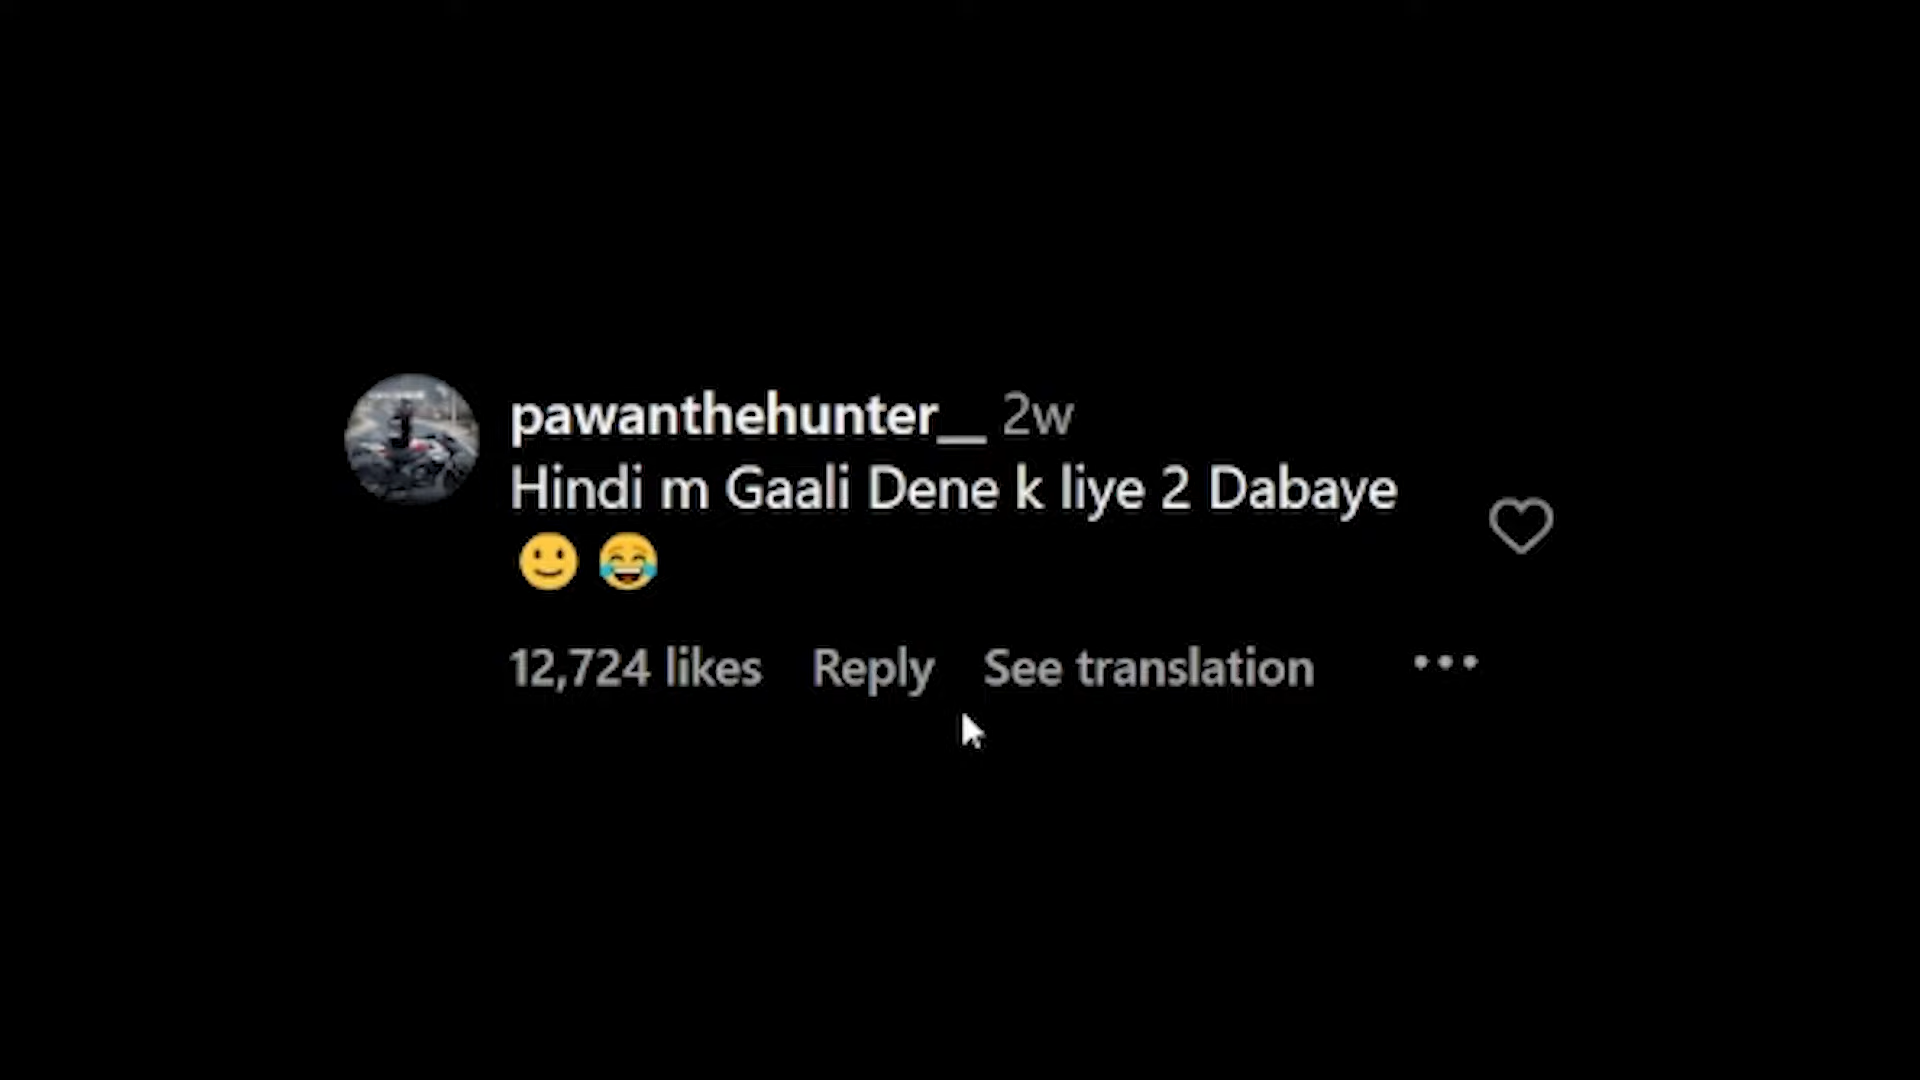 pawanthehunter__ 2w
Hindi m Gaali Dene k liye 2 Dabaye
🙂 😂
12,724 likes Reply See translation •••